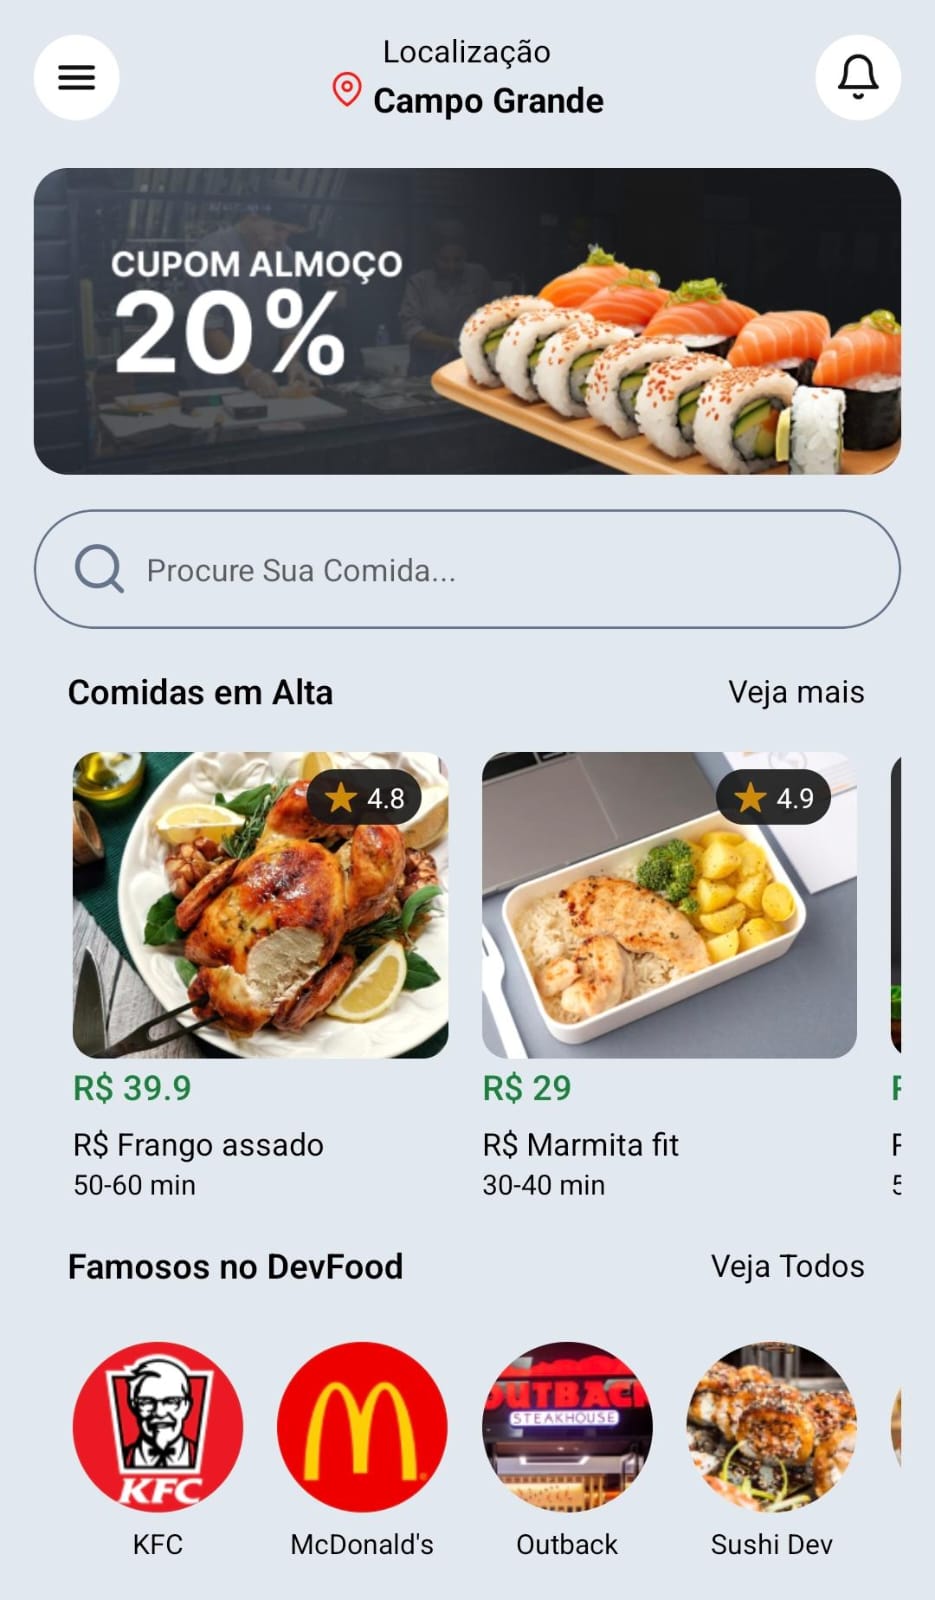 Localização
Campo Grande
CUPOM ALMOÇO
20%
Procure Sua Comida...
Comidas em Alta
Veja mais
4.8
4.9
R$ 39.9
R$ 29
R$ Frango assado
R$ Marmita fit
50-60 min
30-40 min
Famosos no DevFood
Veja Todos
KFC
OUTBACK
STEAKHOUSE
KFC
McDonald's
Outback
Sushi Dev